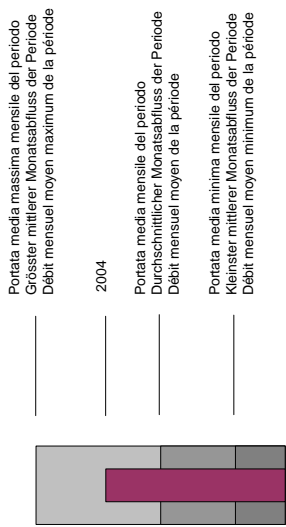 Portata media massima mensile del periodo
Grösster mittlerer Monatsabfluss der Periode
Débit mensuel moyen maximum de la période
2004
Portata media mensile del periodo
Durchschnittlicher Monatsabfluss der Periode
Débit mensuel moyen de la période
Portata media minima mensile del periodo
Kleinster mittlerer Monatsabfluss der Periode
Débit mensuel moyen minimum de la période